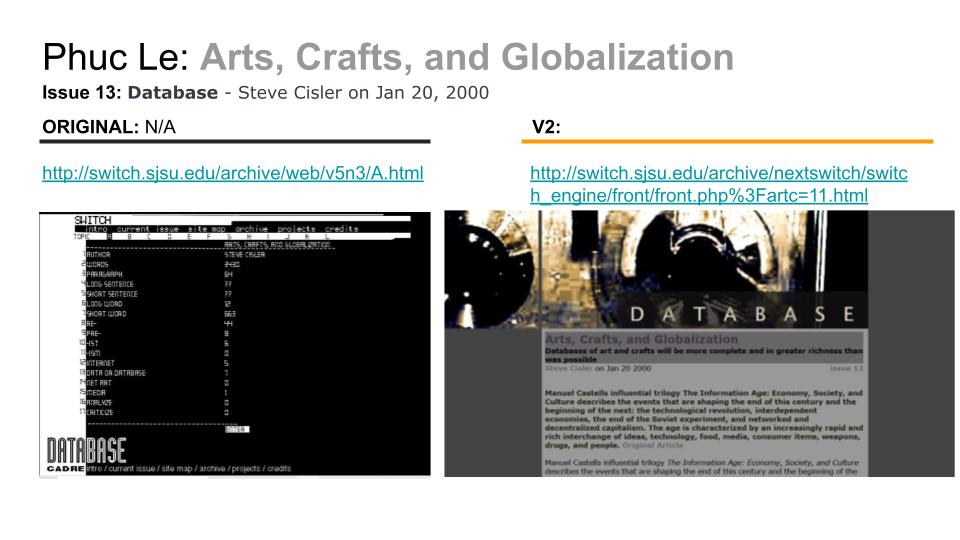 Phuc Le: Arts, Crafts, and Globalization
Issue 13: Database - Steve Cisler on Jan 20, 2000
ORIGINAL: N/A
http://switch.sjsu.edu/archive/web/v5n3/A.html
SWITCH
intro current issue site map archive projects credits
TOPIC A B C D E F G H I J K L
ARTS, CRAFTS, AND GLOBALIZATION
1 AUTHOR STEVE CISLER
2 WORDS 3430
3 PARAGRAPH 64
4 LONG SENTENCE ??
5 SHORT SENTENCE ??
6 LONG WORD 12
7 SHORT WORD 663
8 RE- 44
9 PRE- 8
10 -IST 6
11 -ISM 0
12 INTERNET 5
13 DATA OR DATABASE 7
14 NET ART 0
15 MEDIA 1
16 ANALYZE 0
17 CRITICIZE 0
ENTER
DATABASE
CADRE intro / current issue / site map / archive / projects / credits
V2:
http://switch.sjsu.edu/archive/nextswitch/switc
h_engine/front/front.php%3Fartc=11.html
DATABASE
Arts, Crafts, and Globalization
Databases of art and crafts will be more complete and in greater richness than
was possible
Steve Cisler on Jan 20 2000 issue 13
Manuel Castells influential trilogy The Information Age: Economy, Society, and
Culture describes the events that are shaping the end of this century and the
beginning of the next: the technological revolution, interdependent
economies, the end of the Soviet experiment, and networked and
decentralized capitalism. The age is characterized by an increasingly rapid and
rich interchange of ideas, technology, food, media, consumer items, weapons,
drugs, and people. Original Article
Manuel Castells influential trilogy The Information Age: Economy, Society, and Culture
describes the events that are shaping the end of this century and the beginning of the